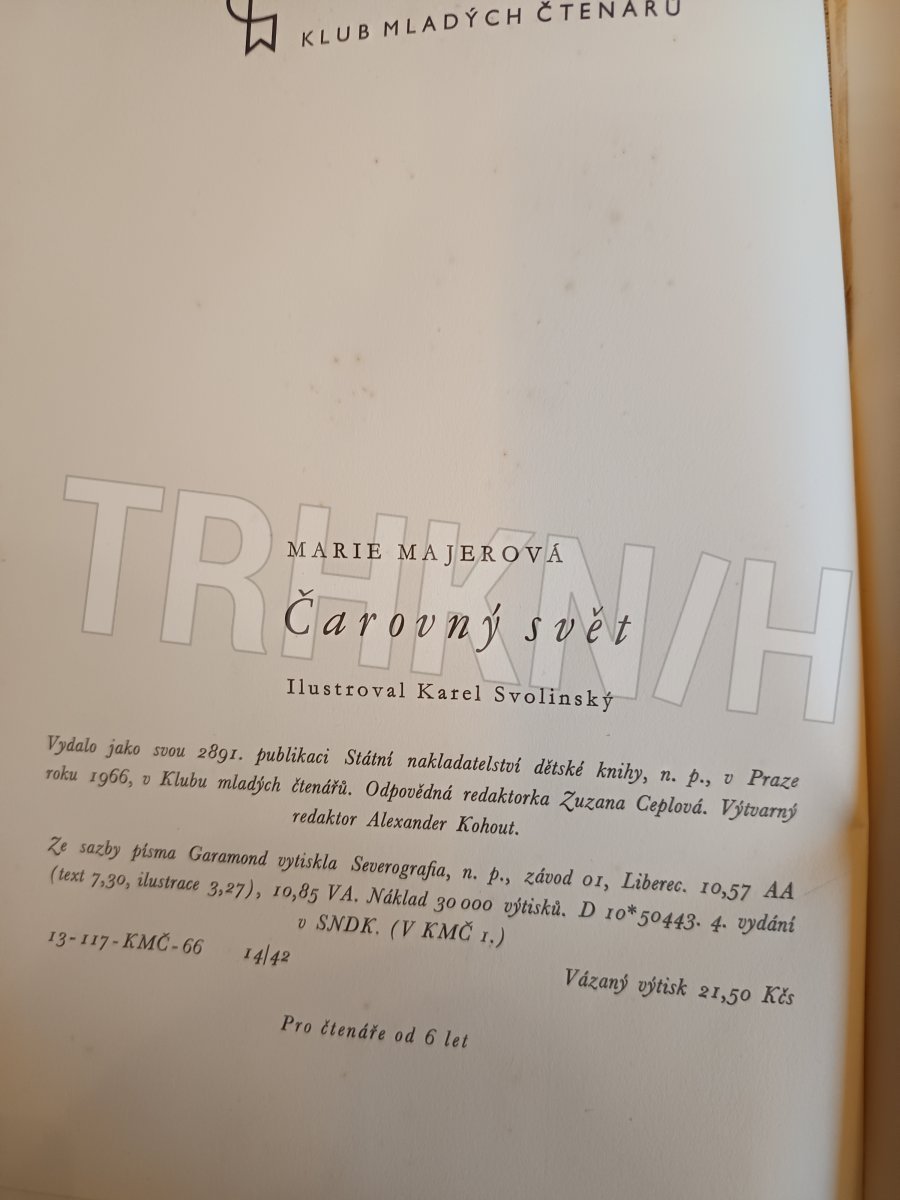 KLUB MLADÝCH ČTENÁŘŮ
TRHKNIH
MARIE MAJEROVÁ
Čarovný svět
Ilustroval Karel Svolinský
Vydalo jako svou 2891. publikaci Státní nakladatelství dětské knihy, n. p., v Praze
roku 1966, v Klubu mladých čtenářů. Odpovědná redaktorka Zuzana Ceplová. Výtvarný
redaktor Alexander Kohout.
Ze sazby písma Garamond vytiskla Severografia, n. p., závod 01, Liberec. 10,57 AA
(text 7,30, ilustrace 3,27), 10,85 VA. Náklad 30 000 výtisků. D 10*50443. 4. vydání
v SNDK. (V KMČ 1.)
13-117-KMČ-66 14/42
Vázaný výtisk 21,50 Kčs
Pro čtenáře od 6 let